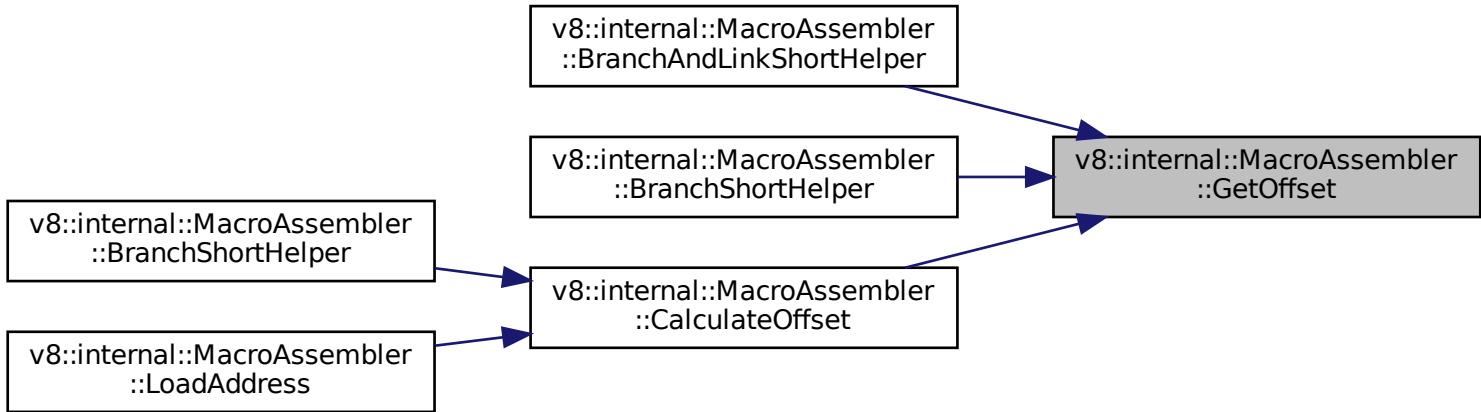 v8::internal::MacroAssembler
::BranchAndLinkShortHelper
v8::internal::MacroAssembler
::BranchShortHelper
v8::internal::MacroAssembler
::GetOffset
v8::internal::MacroAssembler
::BranchShortHelper
v8::internal::MacroAssembler
::CalculateOffset
v8::internal::MacroAssembler
::LoadAddress